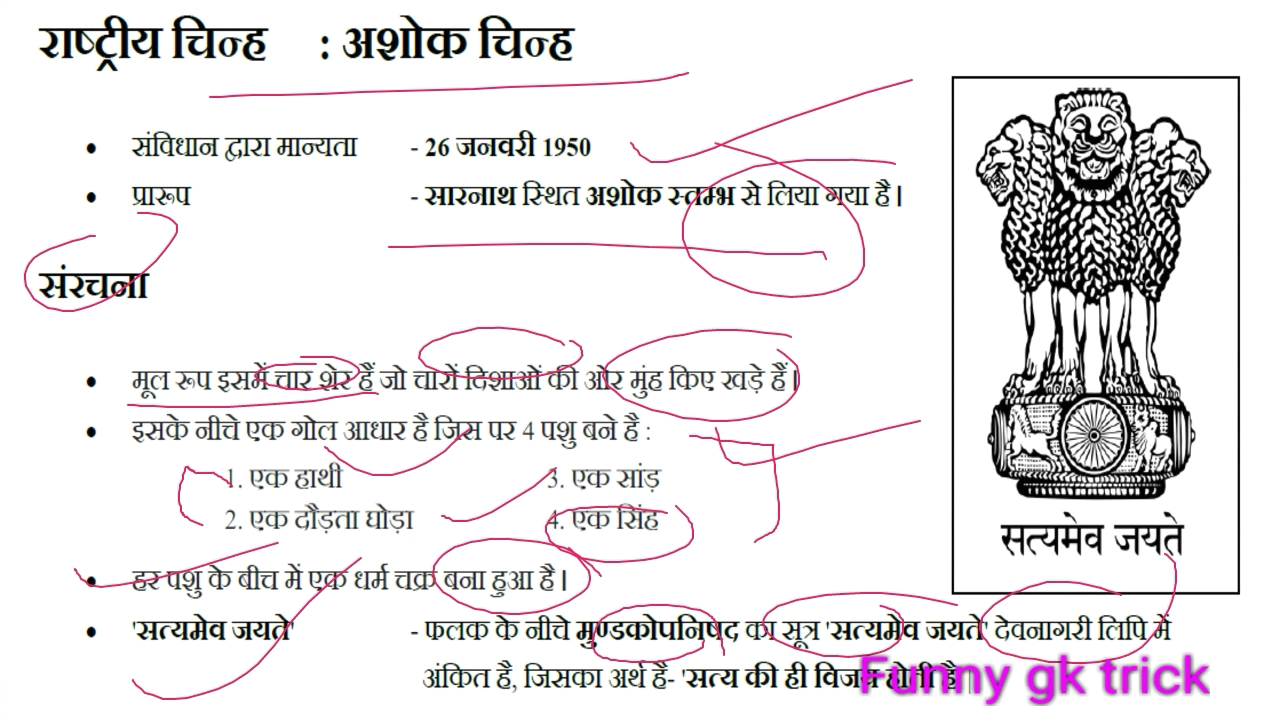 राष्ट्रीय चिन्ह : अशोक चिन्ह
• संविधान द्वारा मान्यता - 26 जनवरी 1950
• प्रारूप - सारनाथ स्थित अशोक स्तम्भ से लिया गया है।
संरचना
• मूल रूप इसमें चार शेर हैं जो चारों दिशाओं की ओर मुंह किए खड़े हैं।
• इसके नीचे एक गोल आधार है जिस पर 4 पशु बने है :
1. एक हाथी 3. एक सांड़
2. एक दौड़ता घोड़ा 4. एक सिंह
• हर पशु के बीच में एक धर्म चक्र बना हुआ है।
• 'सत्यमेव जयते' - फलक के नीचे मुण्डकोपनिषद का सूत्र 'सत्यमेव जयते' देवनागरी लिपि में
अंकित है, जिसका अर्थ है- 'सत्य की ही विजय होती है
सत्यमेव जयते
Funny gk trick